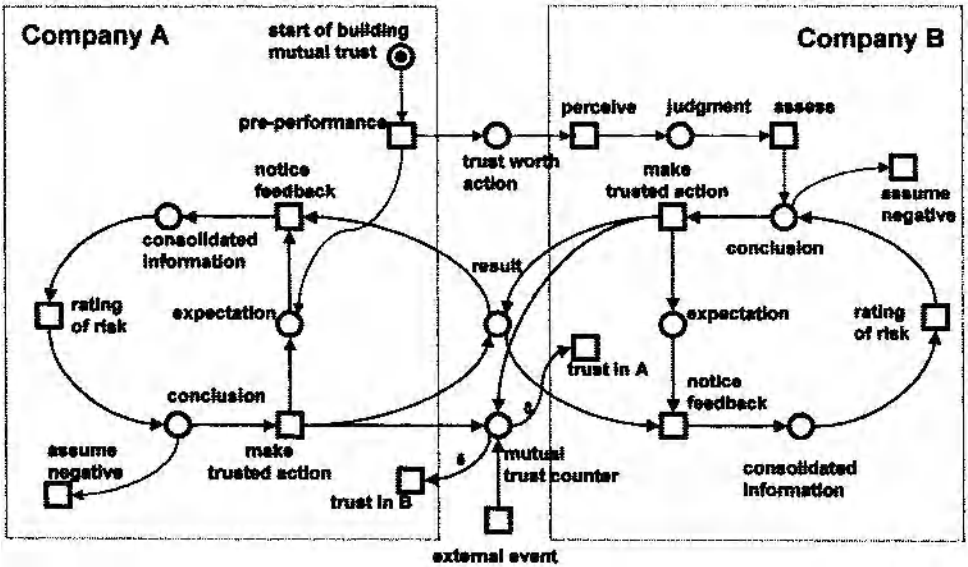 Company A
start of building
mutual trust
Company B
pre-performance
perceive
judgment
assess
trust worth
action
notice
feedback
make
trusted action
assume
negative
consolidated
information
result
conclusion
rating
of risk
expectation
expectation
rating
of risk
trust in A
conclusion
notice
feedback
6
assume
negative
make
trusted action
6
mutual
trust counter
trust in B
consolidated
information
external event